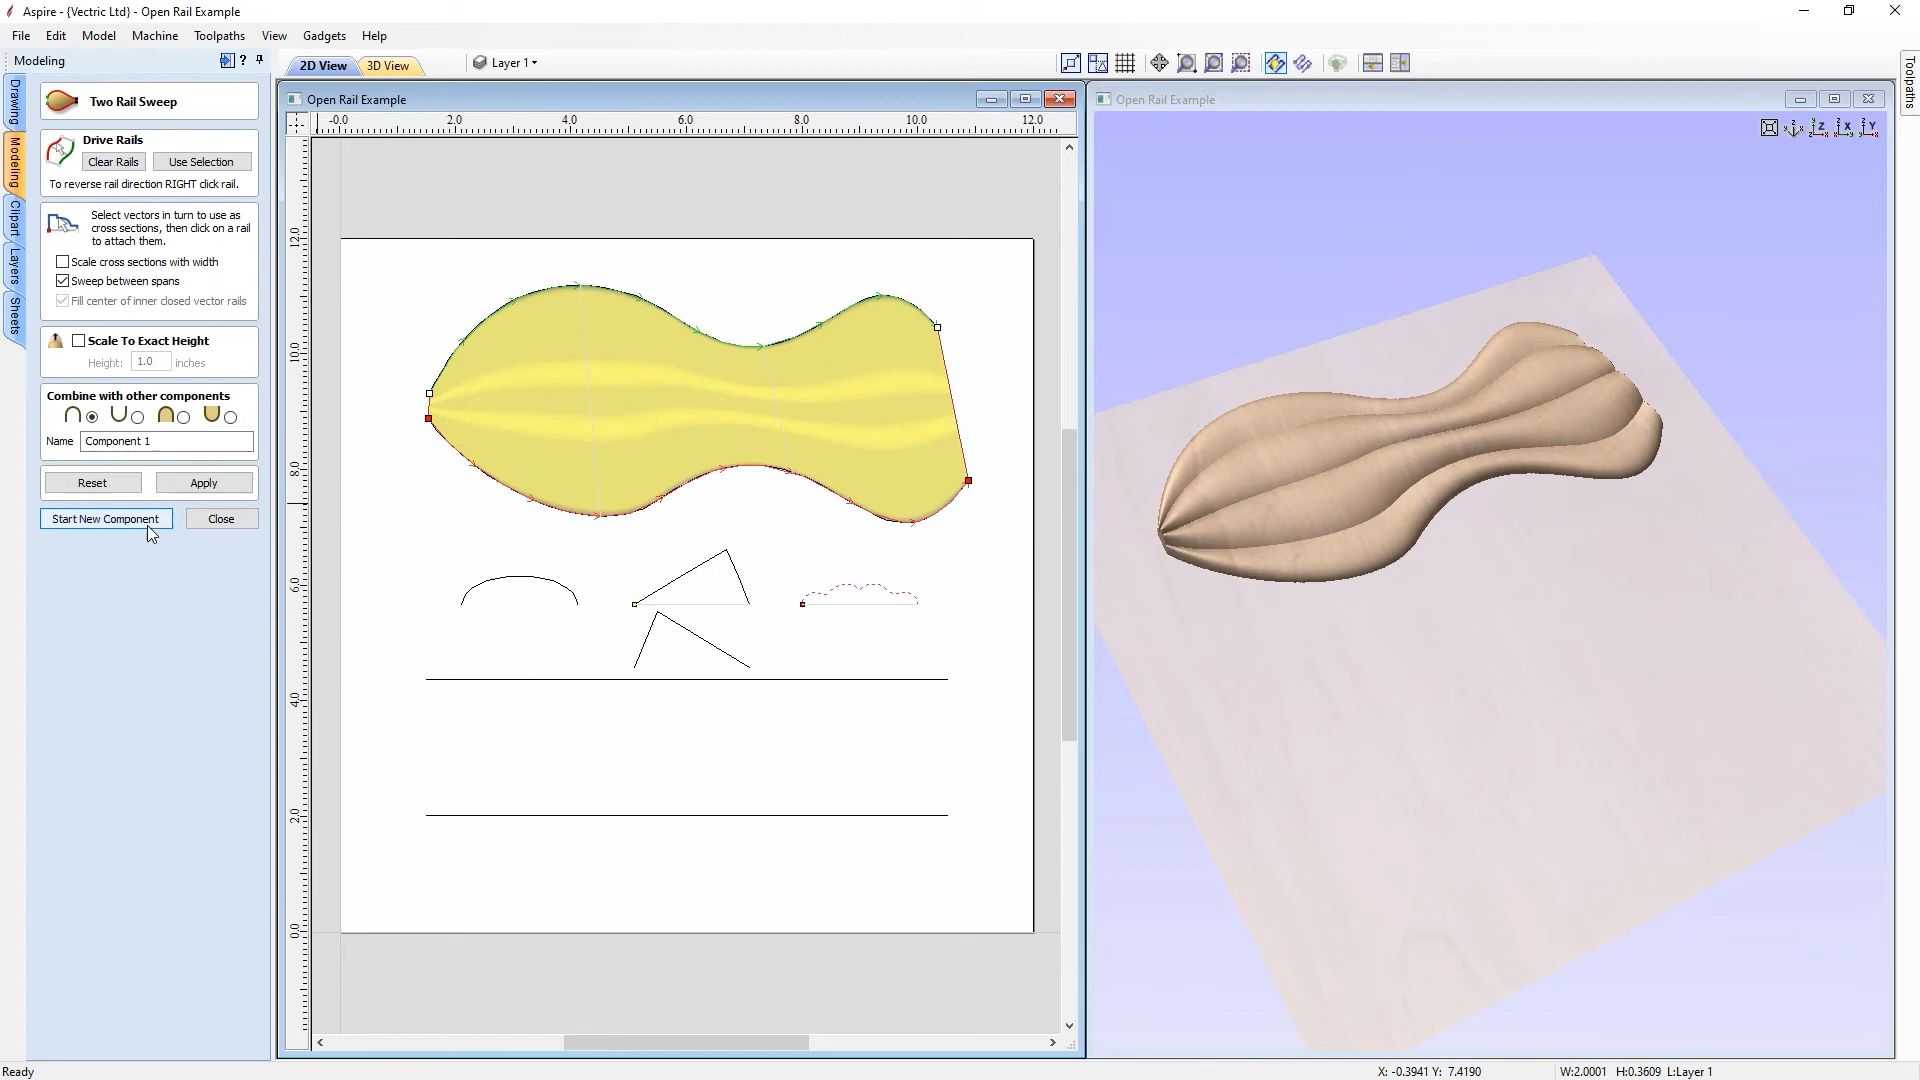 Aspire - {Vectric Ltd} - Open Rail Example
File Edit Model Machine Toolpaths View Gadgets Help
Modeling
?
2D View
3D View
Layer 1
Drawing
Modeling
Clipart
Layers
Sheets
Toolpaths
Two Rail Sweep
Drive Rails
Clear Rails
Use Selection
To reverse rail direction RIGHT click rail.
Select vectors in turn to use as
cross sections, then click on a rail
to attach them.
Scale cross sections with width
Sweep between spans
Fill center of inner closed vector rails
Scale To Exact Height
Height: 1.0 inches
Combine with other components
Name Component 1
Reset
Apply
Start New Component
Close
Open Rail Example
-0.0 2.0 4.0 6.0 8.0 10.0 12.0
12.0
10.0
8.0
6.0
4.0
2.0
0.0
Open Rail Example
Z X Y
Ready
X: -0.3941 Y: 7.4190
W:2.0001 H:0.3609 L:Layer 1